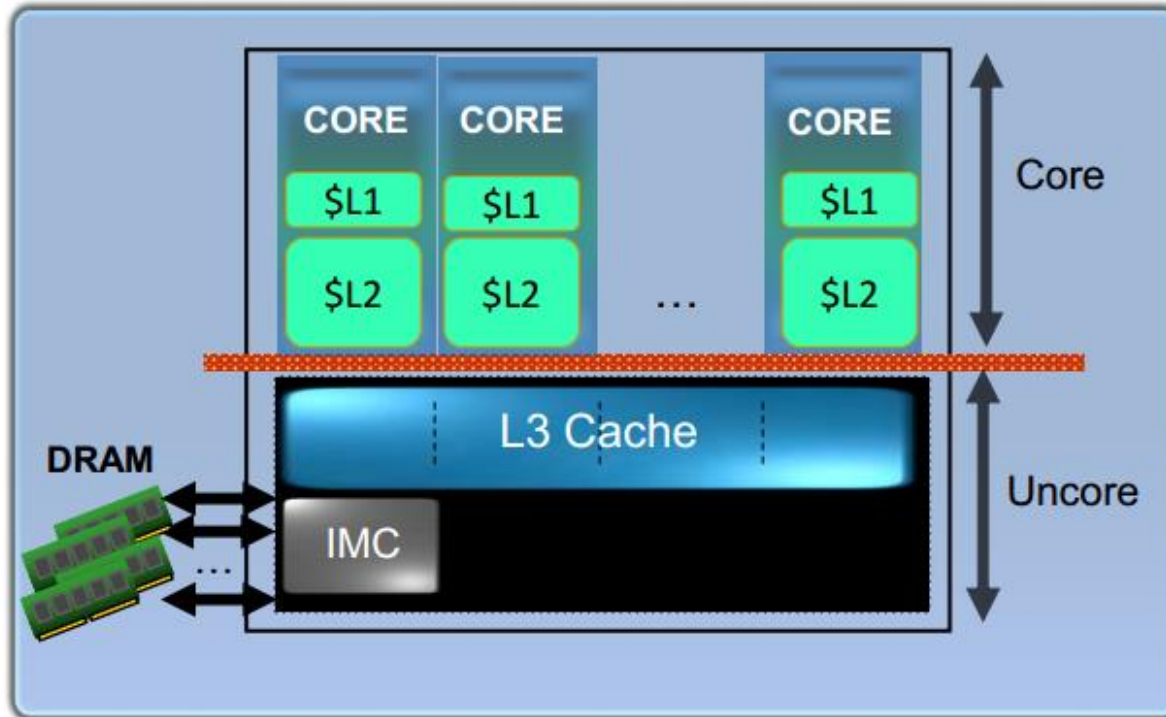 CORE CORE CORE
$L1 $L1 $L1
Core
$L2 $L2 ... $L2
L3 Cache
DRAM
Uncore
IMC
...